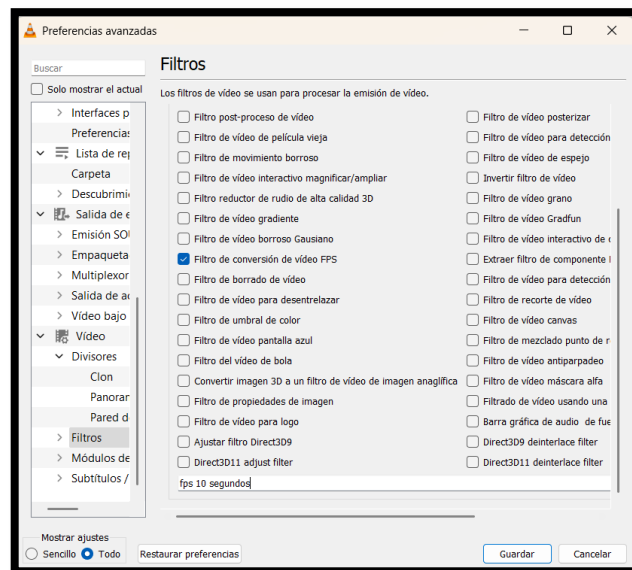 Preferencias avanzadas
Buscar
Solo mostrar el actual
Interfaces p
Preferencias
Lista de rep
Carpeta
Descubrimi
Salida de e
Emisión SOU
Empaqueta
Multiplexor
Salida de ac
Vídeo bajo
Vídeo
Divisores
Clon
Panoran
Pared d
Filtros
Módulos de
Subtítulos /
Filtros
Los filtros de vídeo se usan para procesar la emisión de vídeo.
Filtro post-proceso de vídeo
Filtro de vídeo posterizar
Filtro de vídeo de película vieja
Filtro de vídeo para detección
Filtro de movimiento borroso
Filtro de vídeo de espejo
Filtro de vídeo interactivo magnificar/ampliar
Invertir filtro de vídeo
Filtro reductor de rudio de alta calidad 3D
Filtro de vídeo grano
Filtro de vídeo gradiente
Filtro de vídeo Gradfun
Filtro de vídeo borroso Gausiano
Filtro de vídeo interactivo de
Filtro de conversión de vídeo FPS
Extraer filtro de componente
Filtro de borrado de vídeo
Filtro de vídeo para detección
Filtro de vídeo para desentrelazar
Filtro de recorte de vídeo
Filtro de umbral de color
Filtro de vídeo canvas
Filtro de vídeo pantalla azul
Filtro de mezclado punto de
Filtro del vídeo de bola
Filtro de vídeo antiparpadeo
Convertir imagen 3D a un filtro de vídeo de imagen anaglífica
Filtro de vídeo máscara alfa
Filtro de propiedades de imagen
Filtrado de vídeo usando una
Filtro de vídeo para logo
Barra gráfica de audio de fue
Ajustar filtro Direct3D9
Direct3D9 deinterlace filter
Direct3D11 adjust filter
Direct3D11 deinterlace filter
fps 10 segundos
Mostrar ajustes
Sencillo Todo
Restaurar preferencias
Guardar
Cancelar